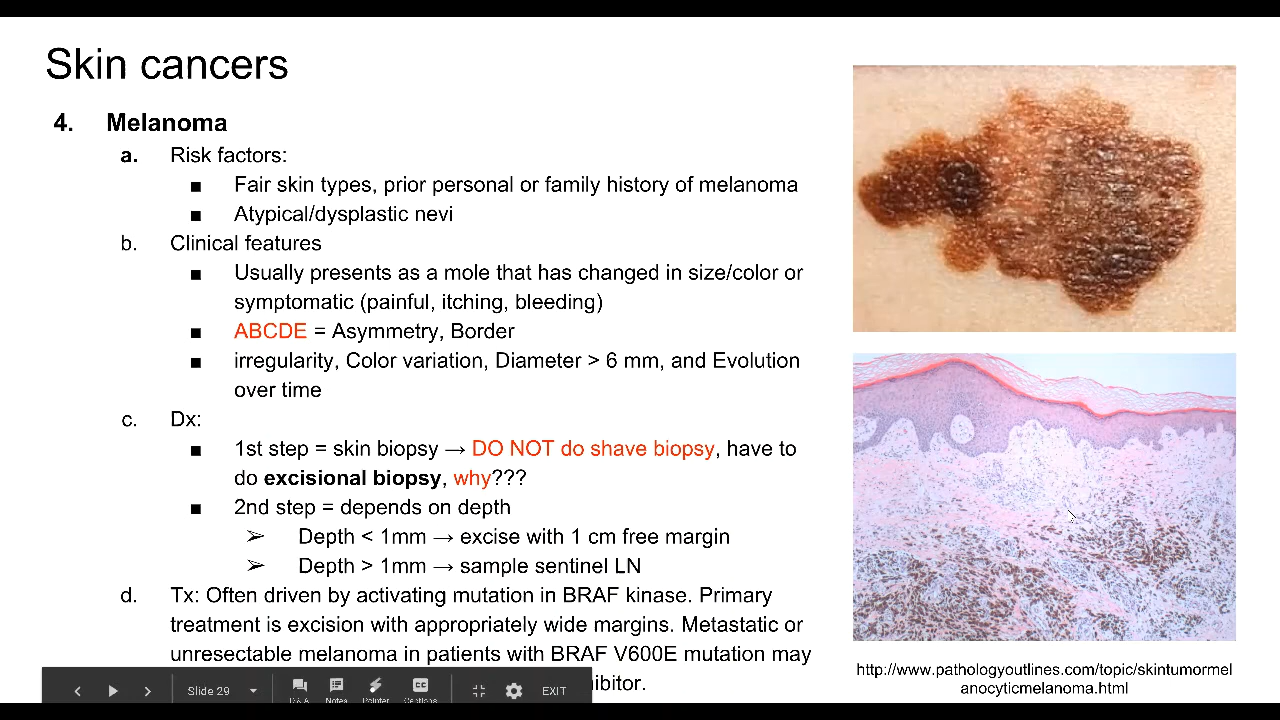 Skin cancers
4. Melanoma
a. Risk factors:
■ Fair skin types, prior personal or family history of melanoma
■ Atypical/dysplastic nevi
b. Clinical features
■ Usually presents as a mole that has changed in size/color or
symptomatic (painful, itching, bleeding)
■ ABCDE = Asymmetry, Border
■ irregularity, Color variation, Diameter > 6 mm, and Evolution
over time
c. Dx:
■ 1st step = skin biopsy → DO NOT do shave biopsy, have to
do excisional biopsy, why???
■ 2nd step = depends on depth
➢ Depth < 1mm → excise with 1 cm free margin
➢ Depth > 1mm → sample sentinel LN
d. Tx: Often driven by activating mutation in BRAF kinase. Primary
treatment is excision with appropriately wide margins. Metastatic or
unresectable melanoma in patients with BRAF V600E mutation may
ibitor.
http://www.pathologyoutlines.com/topic/skintumormel
anocyticmelanoma.html
Slide 29
Q & A Notes Pointer Captions
EXIT